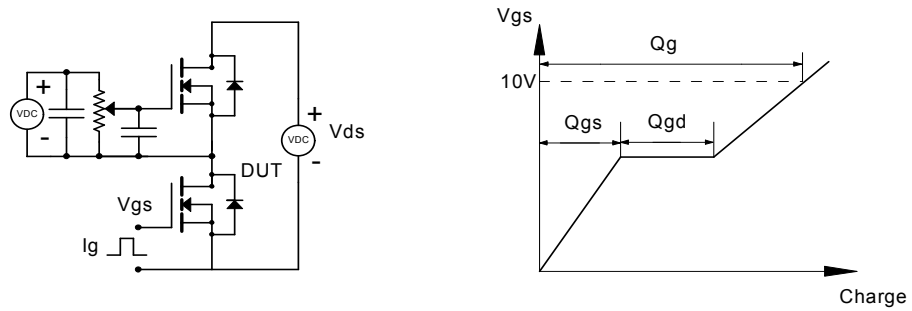 +
VDC
-
+
VDC
-
Vds
DUT
Vgs
Ig
Vgs
Qg
10V
Qgs
Qgd
Charge